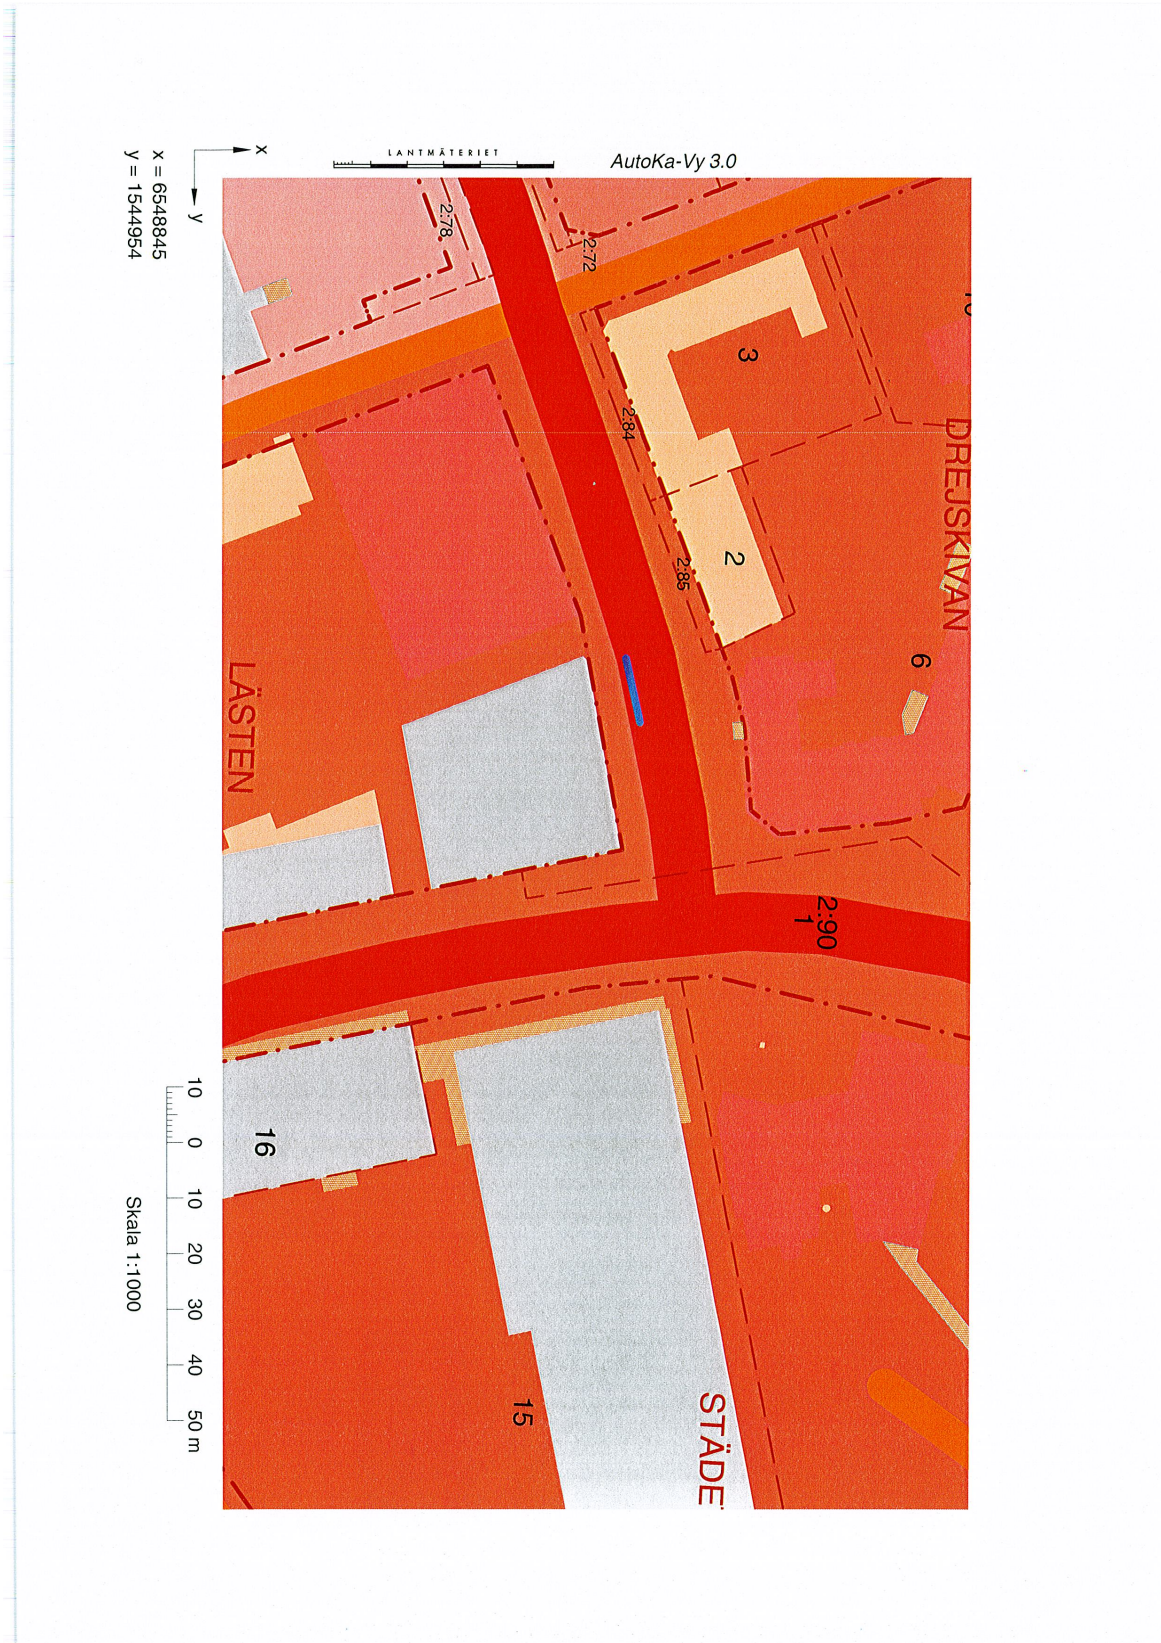 AutoKa-Vy 3.0
LANTMÄTERIET
x
y
x = 6548845
y = 1544954
2:78
2:72
3
2:84
DREJSKIVAN
2
2:85
6
LÄSTEN
2:90
1
16
15
STÄDE
10 0 10 20 30 40 50 m
Skala 1:1000